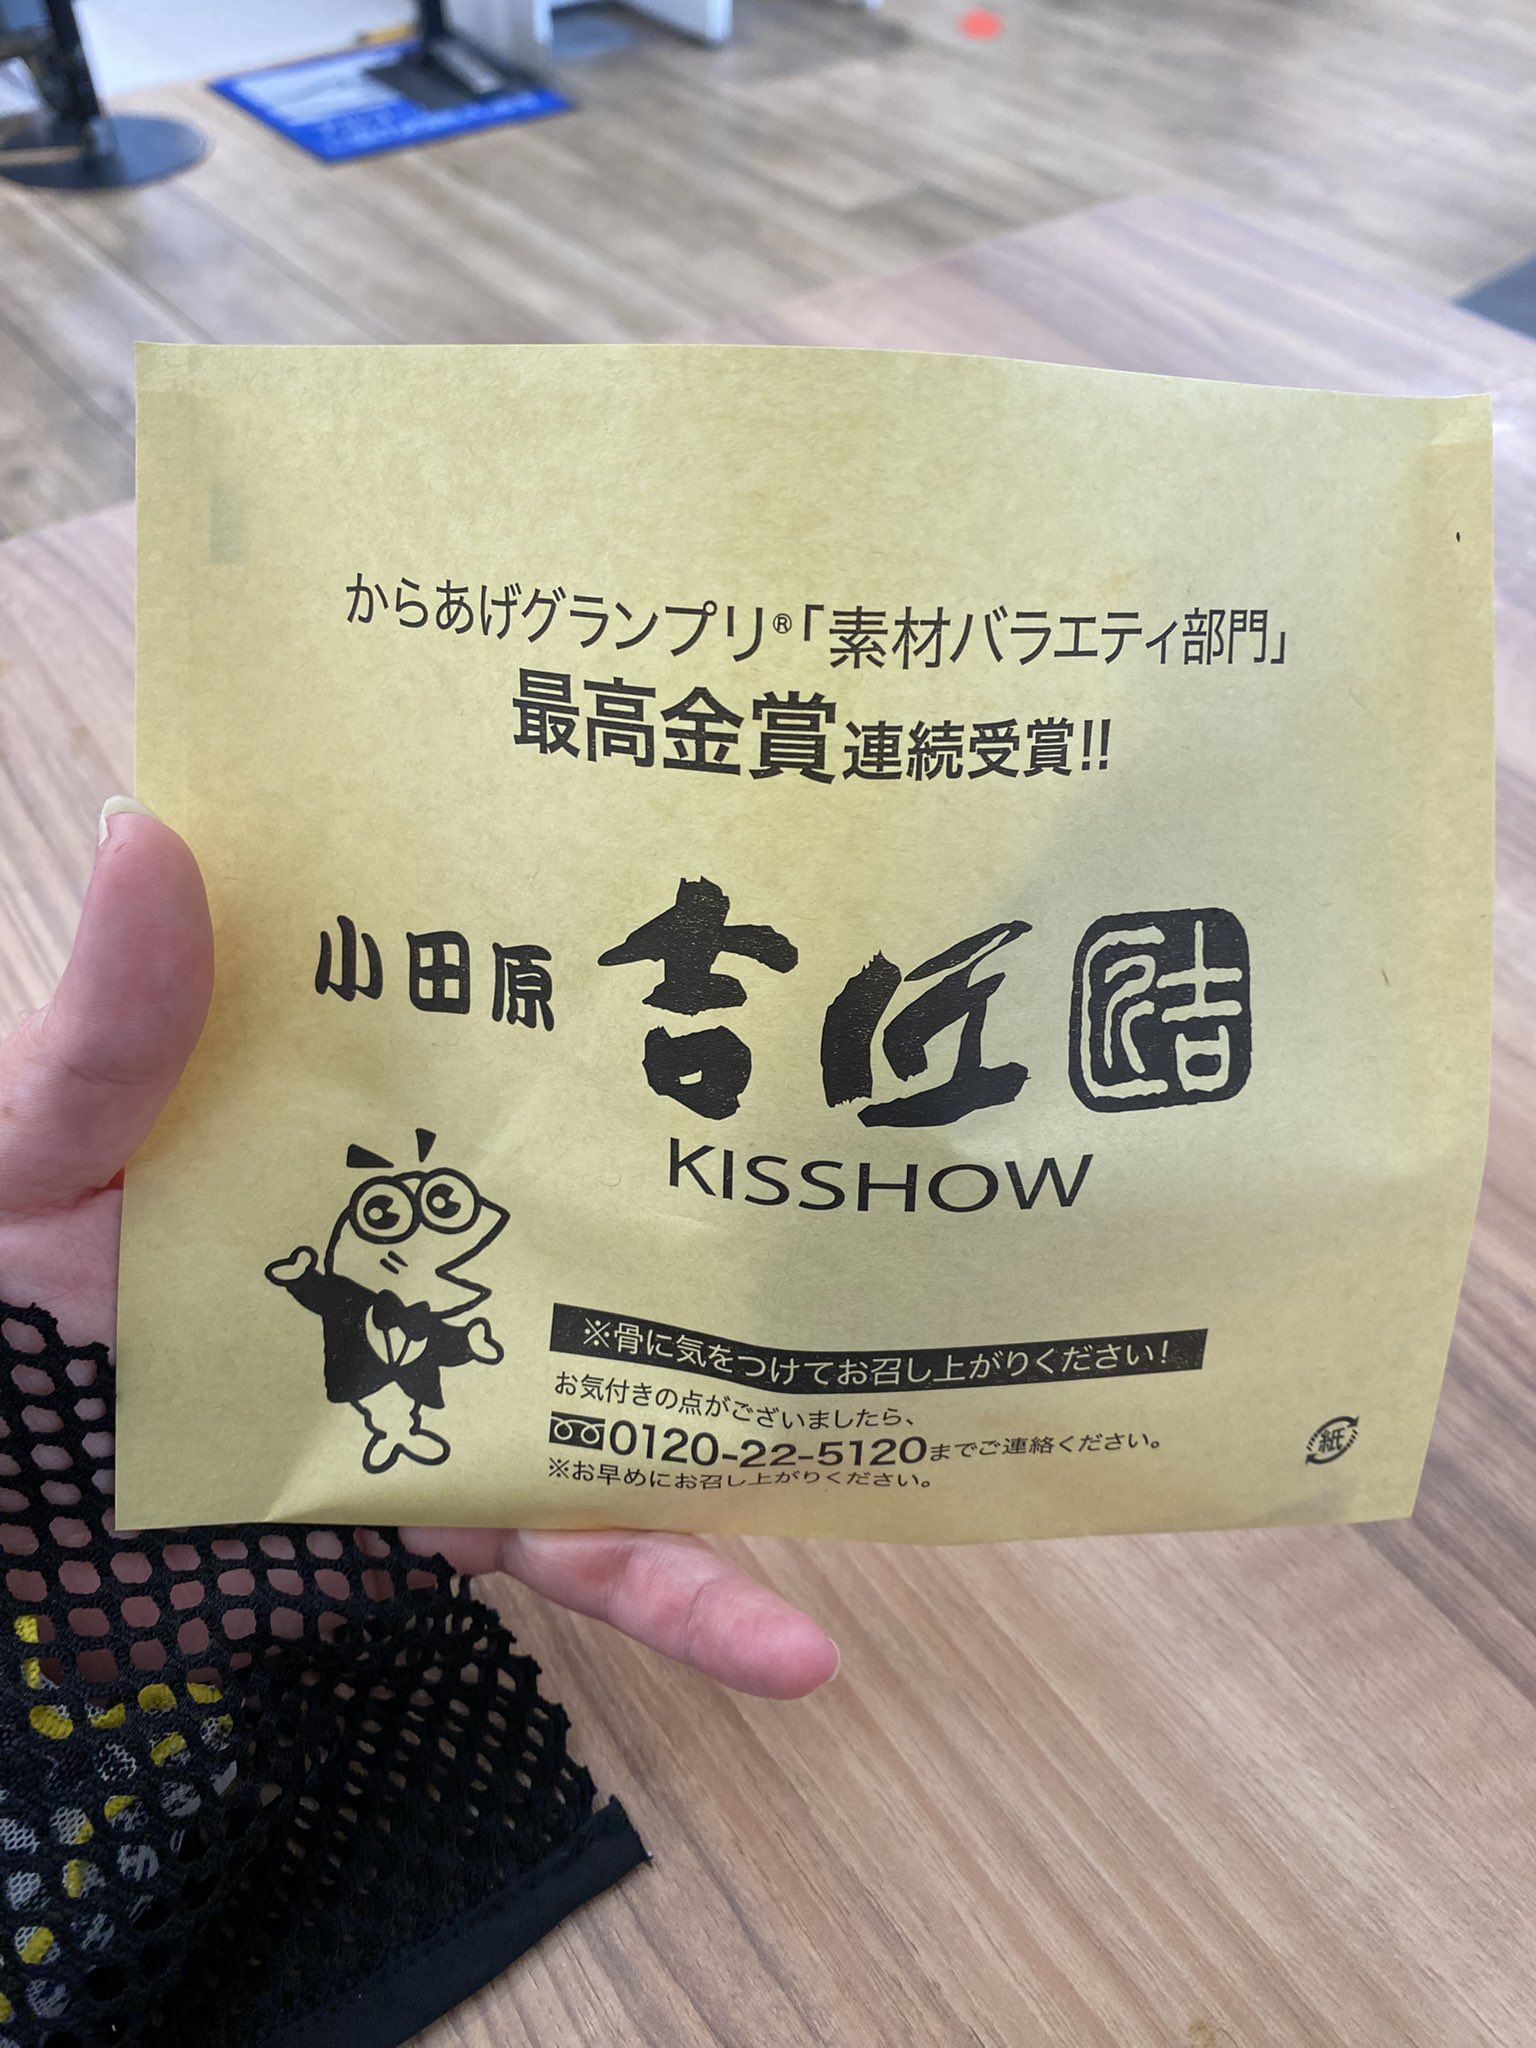 からあげグランプリ®「素材バラエティ部門」
最高金賞連続受賞!!
小田原 吉匠
KISSHOW
※骨に気をつけてお召し上がりください!
お気付きの点がございましたら、
0120-22-5120までご連絡ください。
※お早めにお召し上がりください。
紙